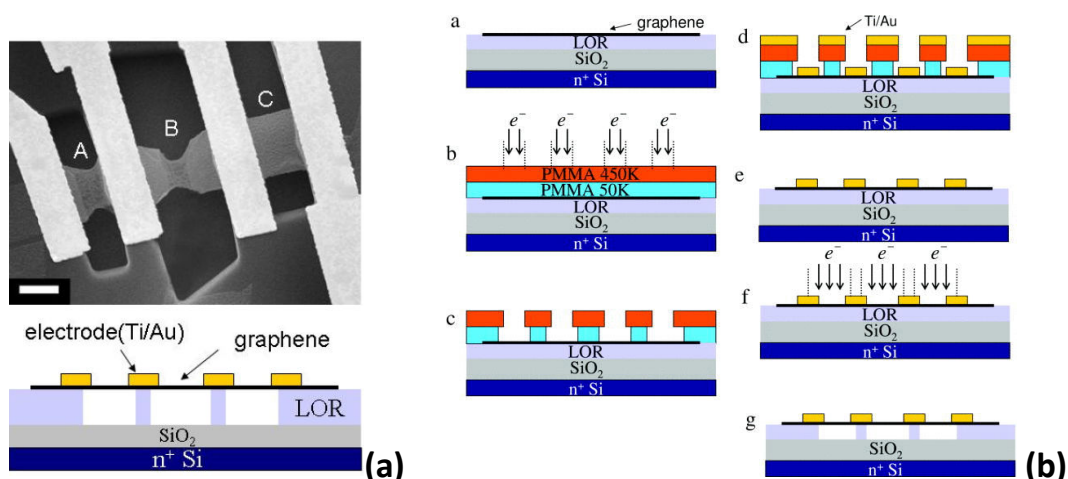 A
B
C
electrode(Ti/Au)
graphene
LOR
SiO₂
n⁺ Si
(a)
a
graphene
LOR
SiO₂
n⁺ Si
b
e⁻ e⁻ e⁻ e⁻
PMMA 450K
PMMA 50K
LOR
SiO₂
n⁺ Si
c
LOR
SiO₂
n⁺ Si
d
Ti/Au
LOR
SiO₂
n⁺ Si
e
LOR
SiO₂
n⁺ Si
f
e⁻ e⁻ e⁻
LOR
SiO₂
n⁺ Si
g
SiO₂
n⁺ Si
(b)